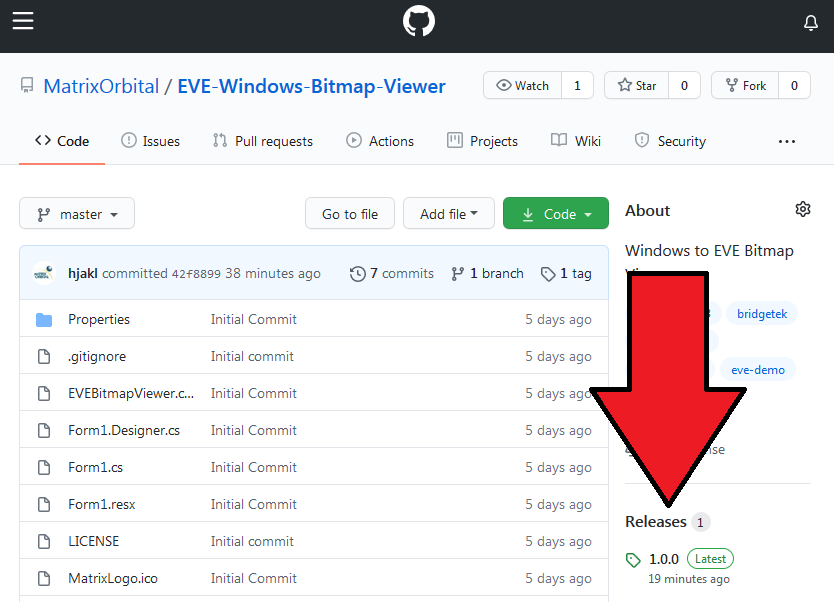 MatrixOrbital / EVE-Windows-Bitmap-Viewer
Watch 1
Star 0
Fork 0
Code
Issues
Pull requests
Actions
Projects
Wiki
Security
master
Go to file
Add file
Code
About
Windows to EVE Bitmap
hjakl committed 42f8899 38 minutes ago
7 commits
1 branch
1 tag
bridgetek
eve-demo
Properties Initial Commit 5 days ago
.gitignore Initial commit 5 days ago
EVEBitmapViewer.c... Initial Commit 5 days ago
Form1.Designer.cs Initial Commit 5 days ago
Form1.cs Initial Commit 5 days ago
Form1.resx Initial Commit 5 days ago
LICENSE Initial commit 5 days ago
MatrixLogo.ico Initial Commit 5 days ago
Releases 1
1.0.0 Latest
19 minutes ago